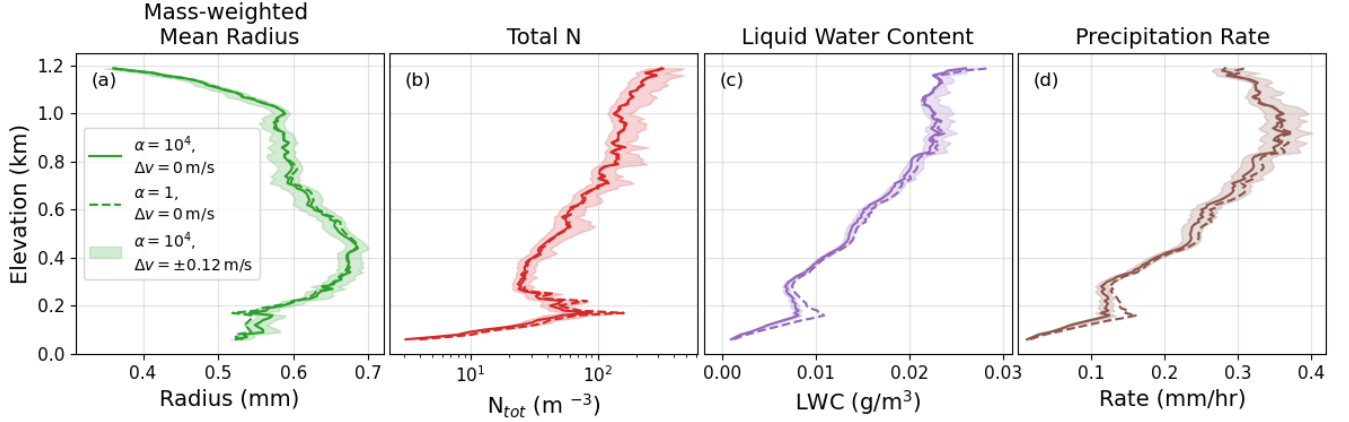 Mass-weighted
Mean Radius
Total N
Liquid Water Content
Precipitation Rate
(a)
(b)
(c)
(d)
Elevation (km)
1.2
1.0
0.8
0.6
0.4
0.2
0.0
α = 10⁴,
Δv = 0 m/s
α = 1,
Δv = 0 m/s
α = 10⁴,
Δv = ±0.12 m/s
0.4 0.5 0.6 0.7
10¹ 10²
0.00 0.01 0.02 0.03
0.1 0.2 0.3 0.4
Radius (mm)
Nₜₒₜ (m ⁻³)
LWC (g/m³)
Rate (mm/hr)